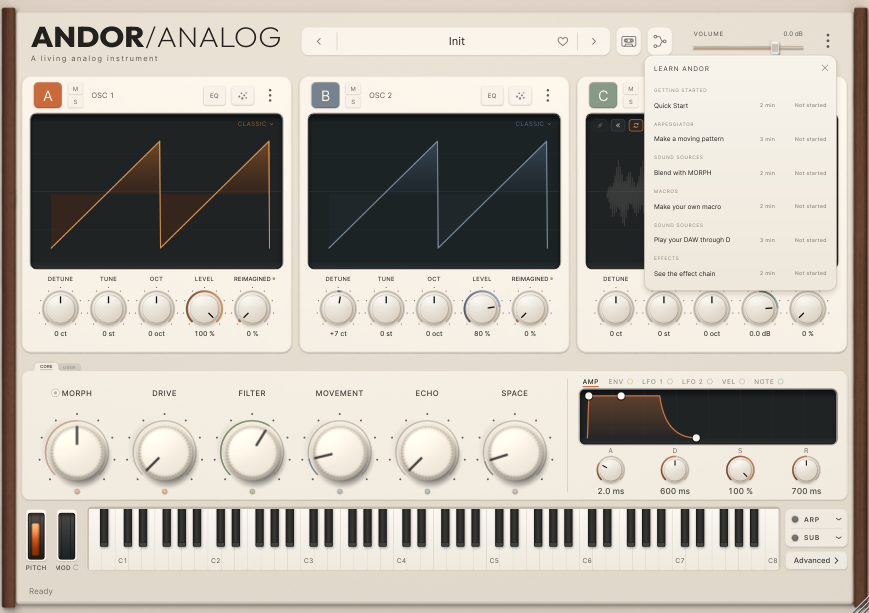 ANDOR/ANALOG
A living analog instrument
Init
VOLUME 0.0 dB
LEARN ANDOR
GETTING STARTED
Quick Start 2 min Not started
ARPEGGIATOR
Make a moving pattern 3 min Not started
SOUND SOURCES
Blend with MORPH 2 min Not started
MACROS
Make your own macro 2 min Not started
SOUND SOURCES
Play your DAW through D 3 min Not started
EFFECTS
See the effect chain 2 min Not started
A M S OSC 1 EQ
CLASSIC
DETUNE TUNE OCT LEVEL REIMAGINED
0 ct 0 st 0 oct 100 % 0 %
B M S OSC 2 EQ
CLASSIC
DETUNE TUNE OCT LEVEL REIMAGINED
+7 ct 0 st 0 oct 80 % 0 %
C M S
DETUNE
0 ct 0 st 0 oct 0.0 dB 0 %
CORE USER
MORPH DRIVE FILTER MOVEMENT ECHO SPACE
AMP ENV LFO 1 LFO 2 VEL NOTE
A D S R
2.0 ms 600 ms 100 % 700 ms
PITCH MOD
C1 C2 C3 C4 C5 C6 C7 C8
ARP
SUB
Advanced
Ready